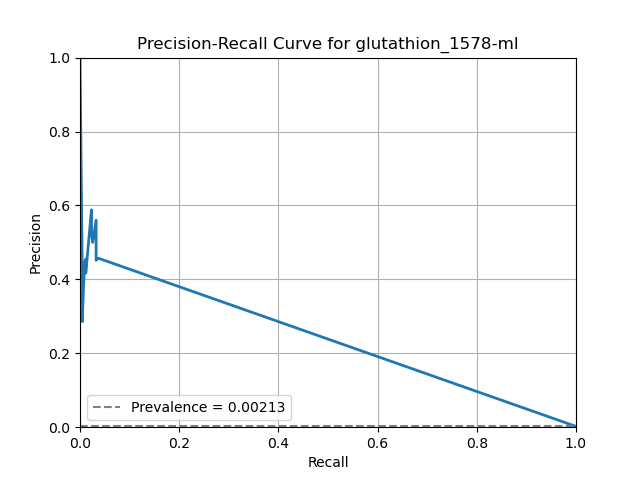 Precision-Recall Curve for glutathion_1578-ml
1.0
0.8
0.6
0.4
0.2
0.0
Precision
Prevalence = 0.00213
0.0 0.2 0.4 0.6 0.8 1.0
Recall